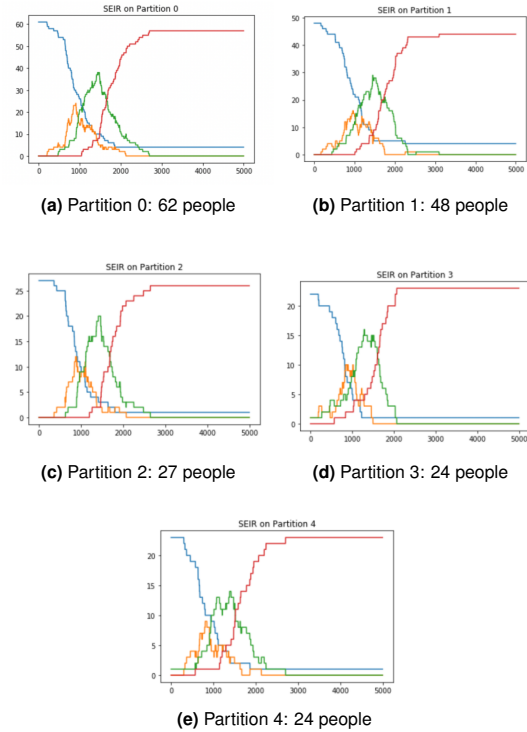 SEIR on Partition 0
60
50
40
30
20
10
0
0 1000 2000 3000 4000 5000
(a) Partition 0: 62 people
SEIR on Partition 1
50
40
30
20
10
0
0 1000 2000 3000 4000 5000
(b) Partition 1: 48 people
SEIR on Partition 2
25
20
15
10
5
0
0 1000 2000 3000 4000 5000
(c) Partition 2: 27 people
SEIR on Partition 3
20
15
10
5
0
0 1000 2000 3000 4000 5000
(d) Partition 3: 24 people
SEIR on Partition 4
20
15
10
5
0
0 1000 2000 3000 4000 5000
(e) Partition 4: 24 people